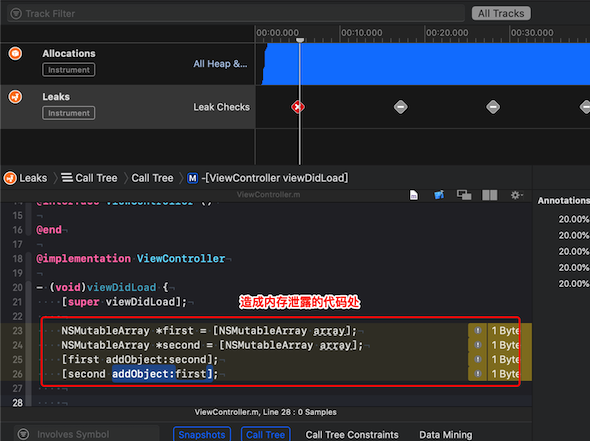 Track Filter
All Tracks
00:00.000
00:10.000
00:20.000
00:30.000
Allocations
Instrument
All Heap &...
Leaks
Instrument
Leak Checks
Leaks
Call Tree
Call Tree
M
-[ViewController viewDidLoad]
ViewController.m
Annotations
14 @interface ViewController ()
15
16 @end
17
18 @implementation ViewController
19
20 - (void)viewDidLoad {
21 [super viewDidLoad];
造成内存泄露的代码处
23 NSMutableArray *first = [NSMutableArray array]; 1 Byte
24 NSMutableArray *second = [NSMutableArray array]; 1 Byte
25 [first addObject:second]; 1 Byte
26 [second addObject:first]; 1 Byte
28
20.00%
20.00%
20.00%
20.00%
20.00%
ViewController.m, Line 28 : 0 Samples
Involves Symbol
Snapshots
Call Tree
Call Tree Constraints
Data Mining